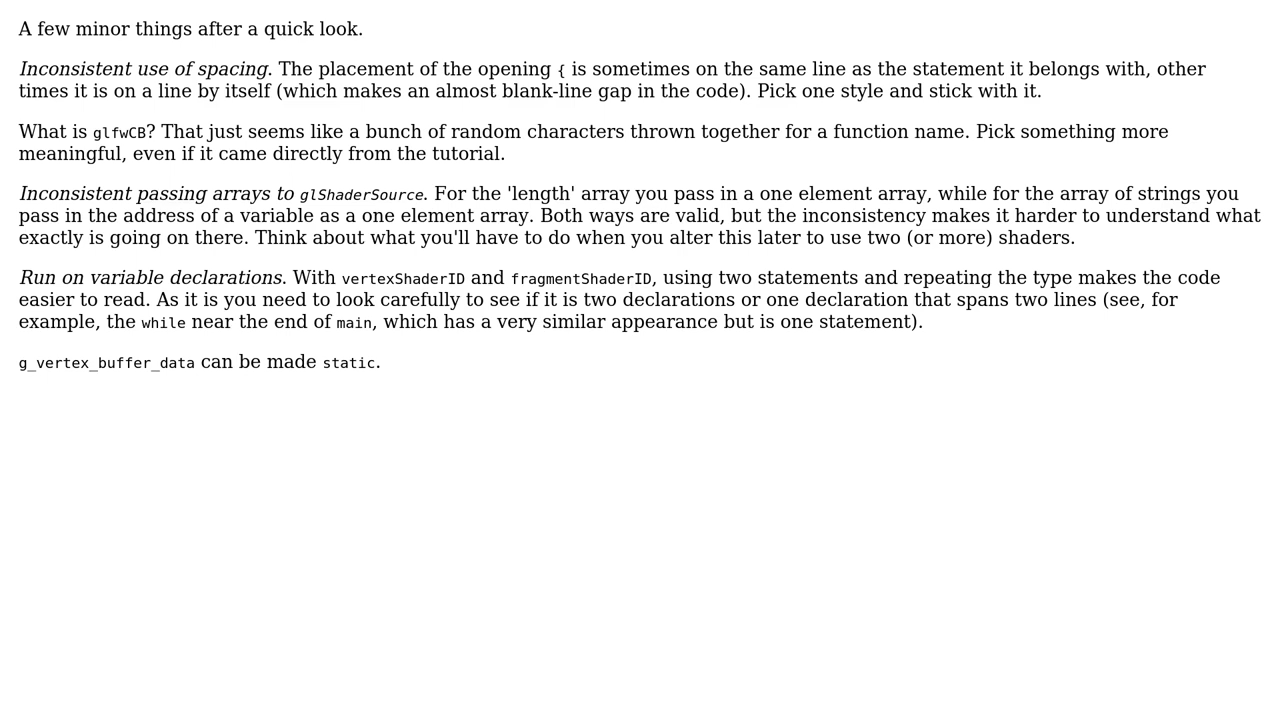 A few minor things after a quick look.
Inconsistent use of spacing. The placement of the opening { is sometimes on the same line as the statement it belongs with, other
times it is on a line by itself (which makes an almost blank-line gap in the code). Pick one style and stick with it.
What is glfwCB? That just seems like a bunch of random characters thrown together for a function name. Pick something more
meaningful, even if it came directly from the tutorial.
Inconsistent passing arrays to glShaderSource. For the 'length' array you pass in a one element array, while for the array of strings you
pass in the address of a variable as a one element array. Both ways are valid, but the inconsistency makes it harder to understand what
exactly is going on there. Think about what you'll have to do when you alter this later to use two (or more) shaders.
Run on variable declarations. With vertexShaderID and fragmentShaderID, using two statements and repeating the type makes the code
easier to read. As it is you need to look carefully to see if it is two declarations or one declaration that spans two lines (see, for
example, the while near the end of main, which has a very similar appearance but is one statement).
g_vertex_buffer_data can be made static.